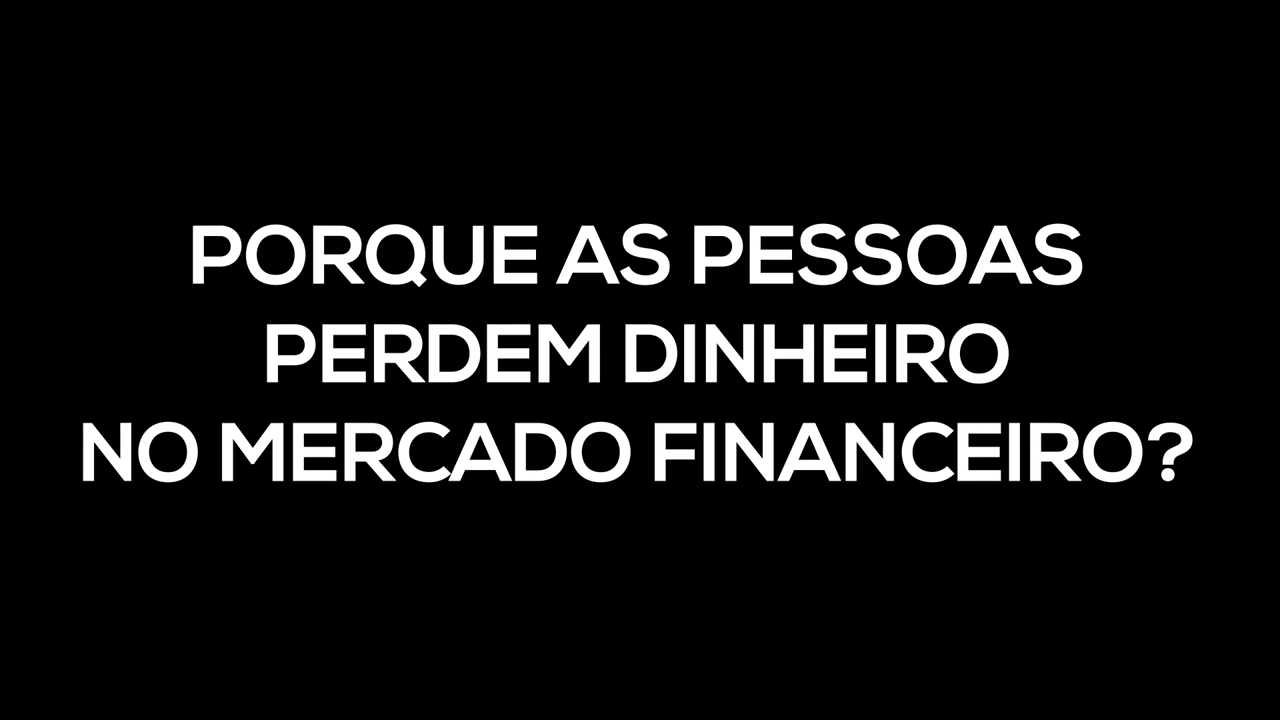 PORQUE AS PESSOAS
PERDEM DINHEIRO
NO MERCADO FINANCEIRO?